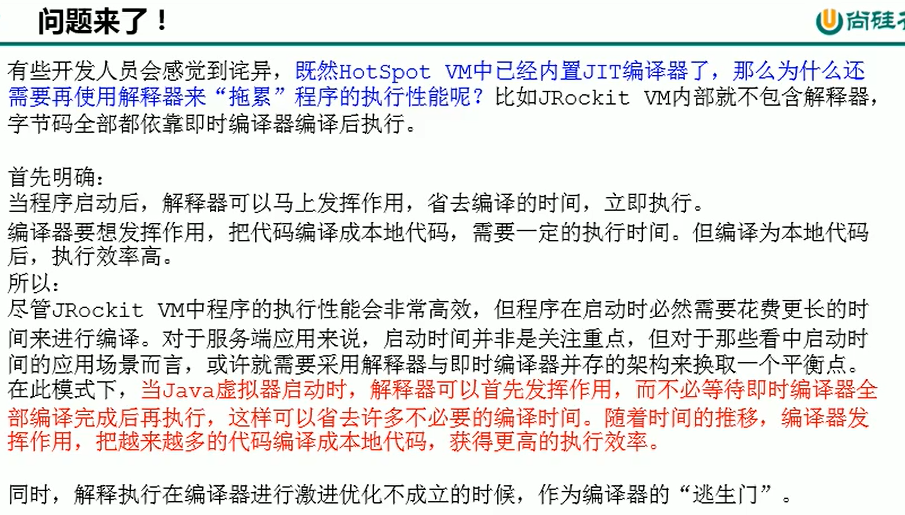 问题来了！
尚硅
有些开发人员会感觉到诧异，既然HotSpot VM中已经内置JIT编译器了，那么为什么还
需要再使用解释器来“拖累”程序的执行性能呢？比如JRockit VM内部就不包含解释器，
字节码全部都依靠即时编译器编译后执行。
首先明确：
当程序启动后，解释器可以马上发挥作用，省去编译的时间，立即执行。
编译器要想发挥作用，把代码编译成本地代码，需要一定的执行时间。但编译为本地代码
后，执行效率高。
所以：
尽管JRockit VM中程序的执行性能会非常高效，但程序在启动时必然需要花费更长的时
间来进行编译。对于服务端应用来说，启动时间并非是关注重点，但对于那些看中启动时
间的应用场景而言，或许就需要采用解释器与即时编译器并存的架构来换取一个平衡点。
在此模式下，当Java虚拟器启动时，解释器可以首先发挥作用，而不必等待即时编译器全
部编译完成后再执行，这样可以省去许多不必要的编译时间。随着时间的推移，编译器发
挥作用，把越来越多的代码编译成本地代码，获得更高的执行效率。
同时，解释执行在编译器进行激进优化不成立的时候，作为编译器的“逃生门”。